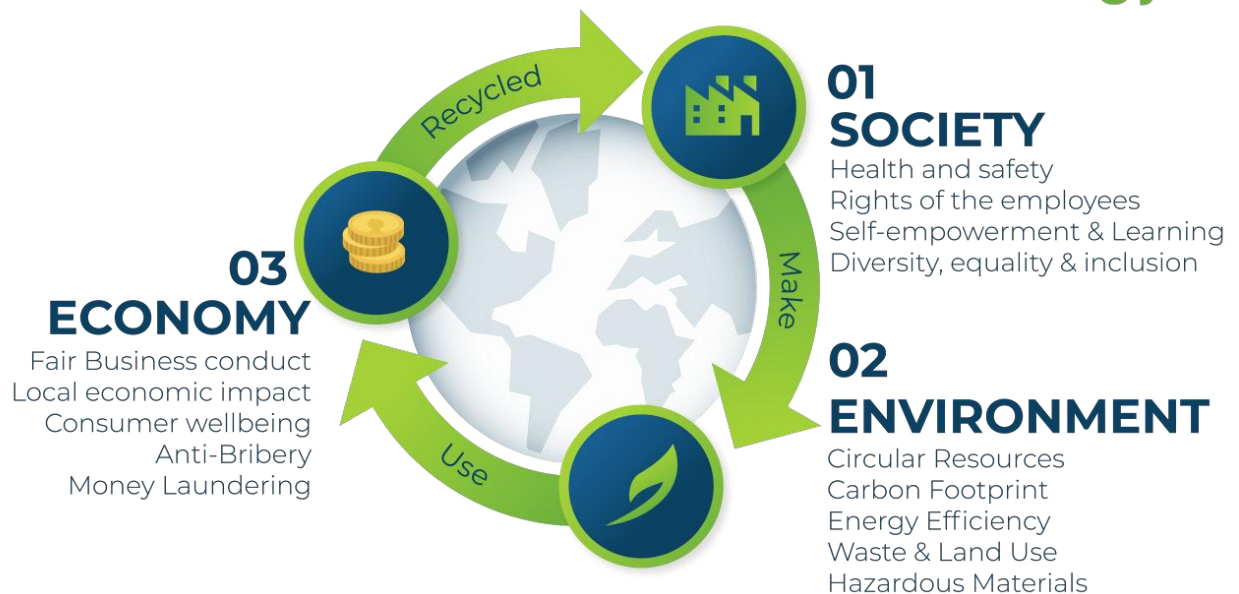 Recycled
01
SOCIETY
Health and safety
Rights of the employees
Self-empowerment & Learning
Diversity, equality & inclusion
Make
02
ENVIRONMENT
Circular Resources
Carbon Footprint
Energy Efficiency
Waste & Land Use
Hazardous Materials
Use
03
ECONOMY
Fair Business conduct
Local economic impact
Consumer wellbeing
Anti-Bribery
Money Laundering